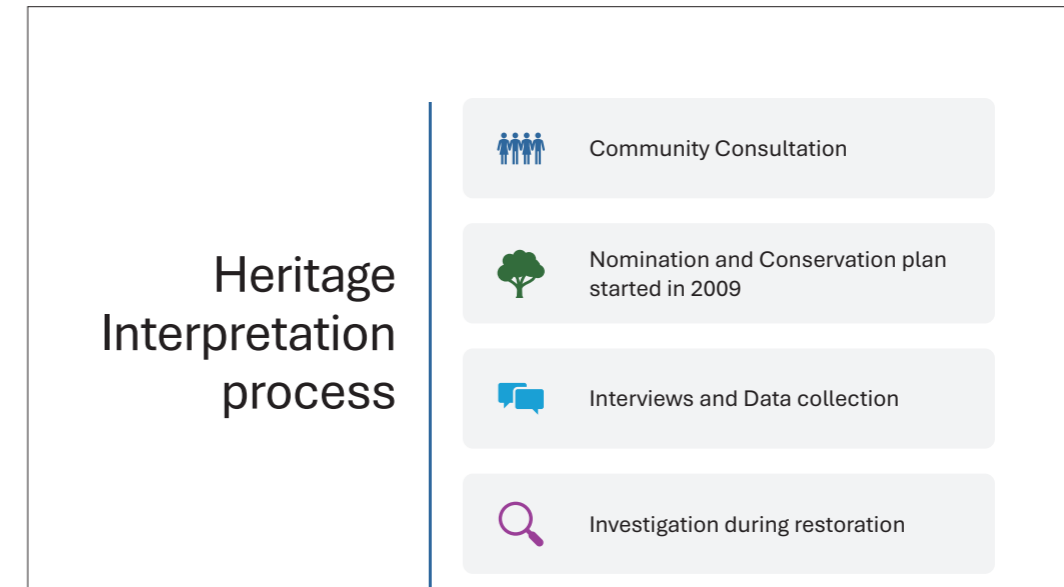 Heritage
Interpretation
process
Community Consultation
Nomination and Conservation plan
started in 2009
Interviews and Data collection
Investigation during restoration